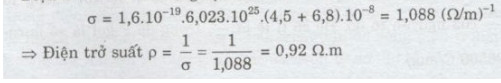 σ = 1,6.10⁻¹⁹.6,023.10²⁵.(4,5 + 6,8).10⁻⁸ = 1,088 (Ω/m)⁻¹
⇒ Điện trở suất ρ = 1/σ = 1/1,088 = 0,92 Ω.m